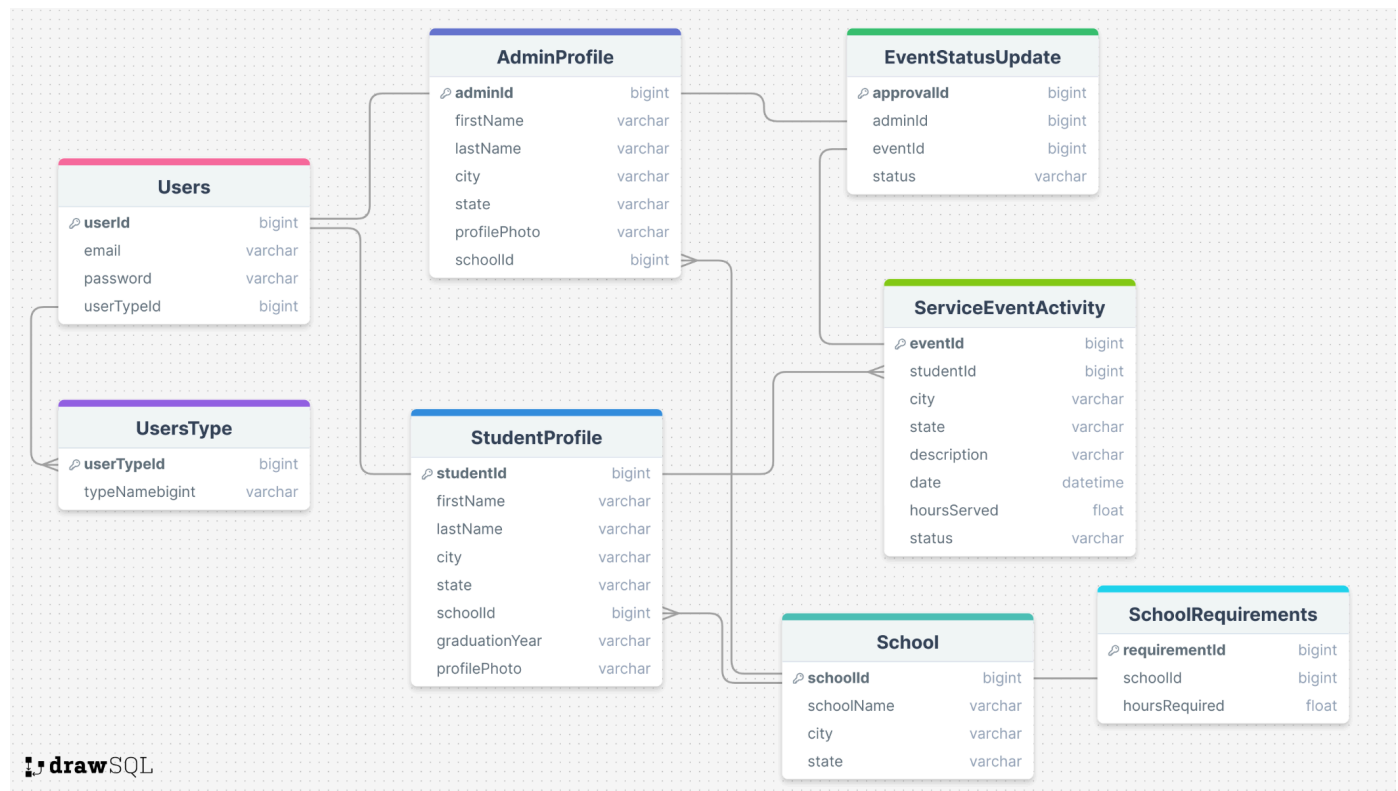 AdminProfile
adminId bigint
firstName varchar
lastName varchar
city varchar
state varchar
profilePhoto varchar
schoolId bigint
EventStatusUpdate
approvalId bigint
adminId bigint
eventId bigint
status varchar
Users
userId bigint
email varchar
password varchar
userTypeId bigint
ServiceEventActivity
eventId bigint
studentId bigint
city varchar
state varchar
description varchar
date datetime
hoursServed float
status varchar
UsersType
userTypeId bigint
typeNamebigint varchar
StudentProfile
studentId bigint
firstName varchar
lastName varchar
city varchar
state varchar
schoolId bigint
graduationYear varchar
profilePhoto varchar
School
schoolId bigint
schoolName varchar
city varchar
state varchar
SchoolRequirements
requirementId bigint
schoolId bigint
hoursRequired float
drawSQL